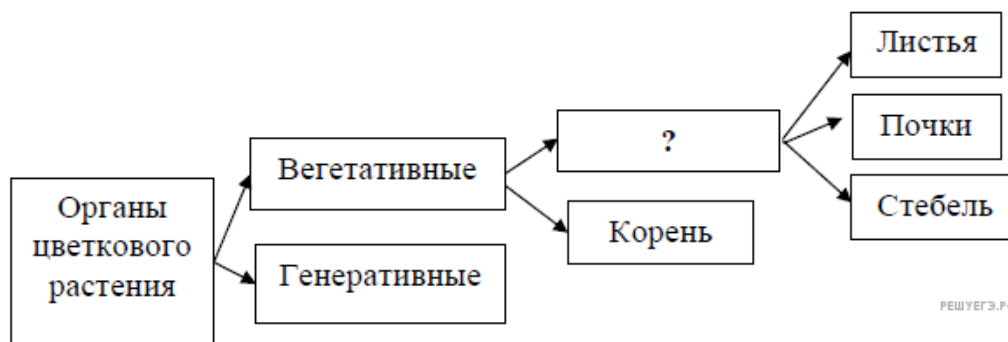 Листья
?
Почки
Вегетативные
Стебель
Органы
цветкового
растения
Корень
Генеративные